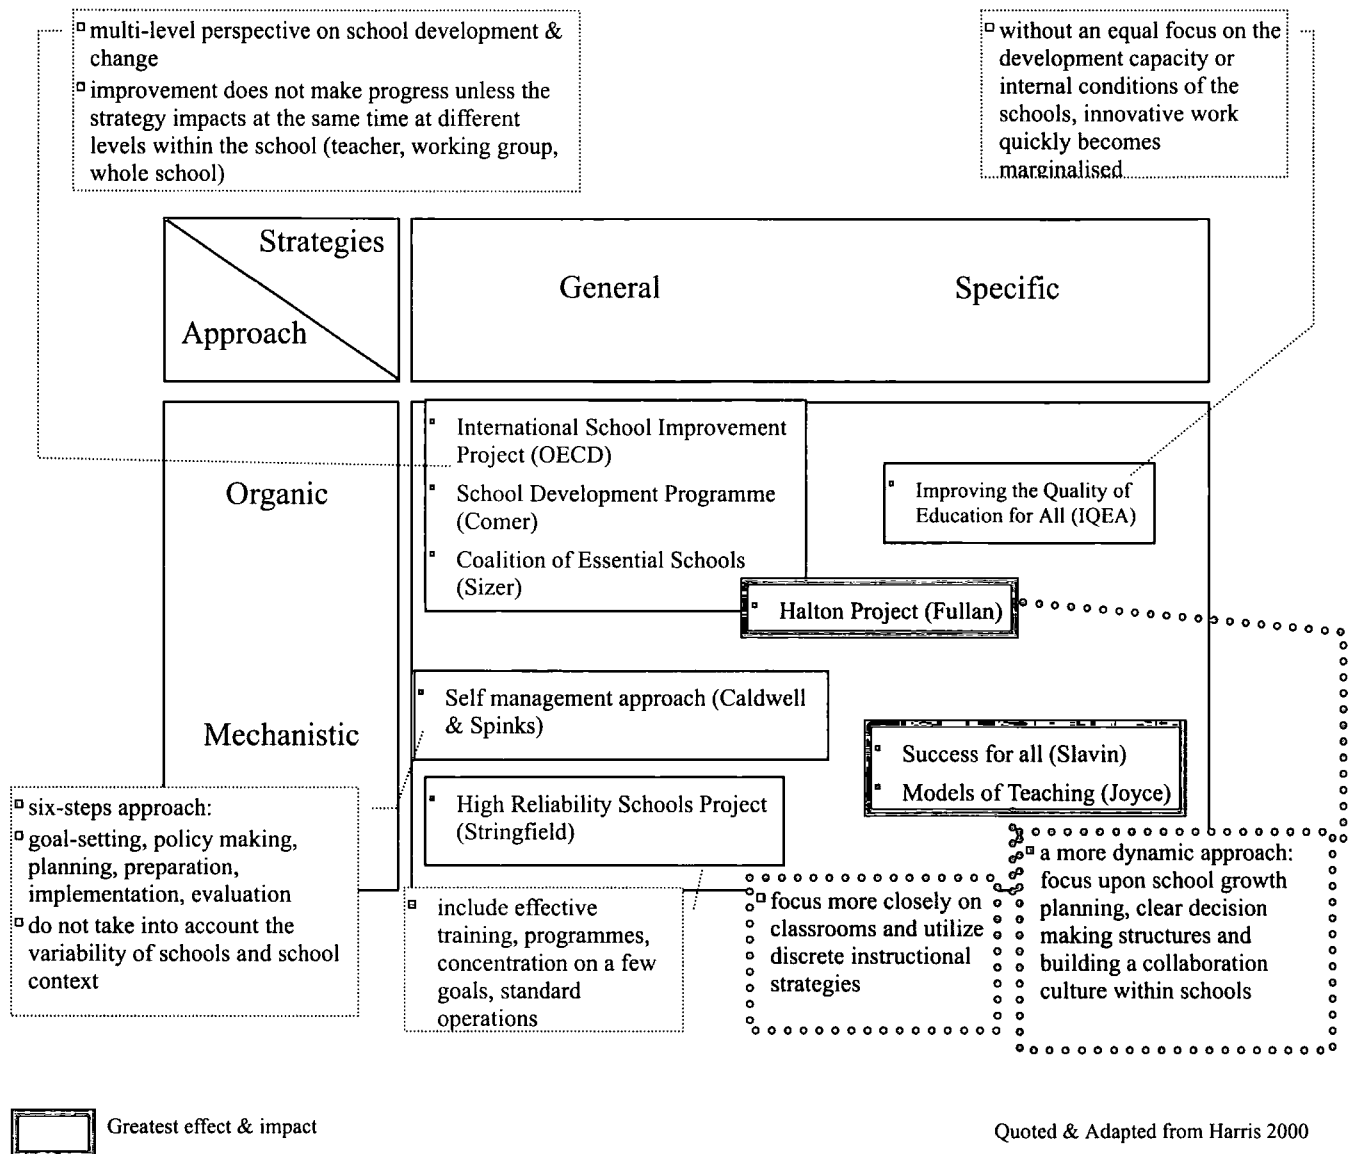 multi-level perspective on school development &
change
improvement does not make progress unless the
strategy impacts at the same time at different
levels within the school (teacher, working group,
whole school)
without an equal focus on the
development capacity or
internal conditions of the
schools, innovative work
quickly becomes
marginalised
Strategies
Approach
General
Specific
Organic
Mechanistic
International School Improvement
Project (OECD)
School Development Programme
(Comer)
Coalition of Essential Schools
(Sizer)
Improving the Quality of
Education for All (IQEA)
Halton Project (Fullan)
Self management approach (Caldwell
& Spinks)
Success for all (Slavin)
Models of Teaching (Joyce)
High Reliability Schools Project
(Stringfield)
six-steps approach:
goal-setting, policy making,
planning, preparation,
implementation, evaluation
do not take into account the
variability of schools and school
context
include effective
training, programmes,
concentration on a few
goals, standard
operations
focus more closely on
classrooms and utilize
discrete instructional
strategies
a more dynamic approach:
focus upon school growth
planning, clear decision
making structures and
building a collaboration
culture within schools
Greatest effect & impact
Quoted & Adapted from Harris 2000